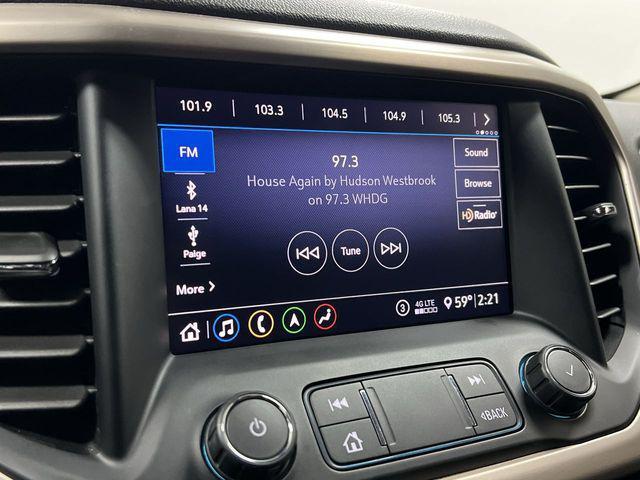 101.9 103.3 104.5 104.9 105.3
FM
97.3
House Again by Hudson Westbrook
on 97.3 WHDG
Sound
Browse
HD Radio
Lana 14
Paige
Tune
More
3 4G LTE 59° 2:21
BACK